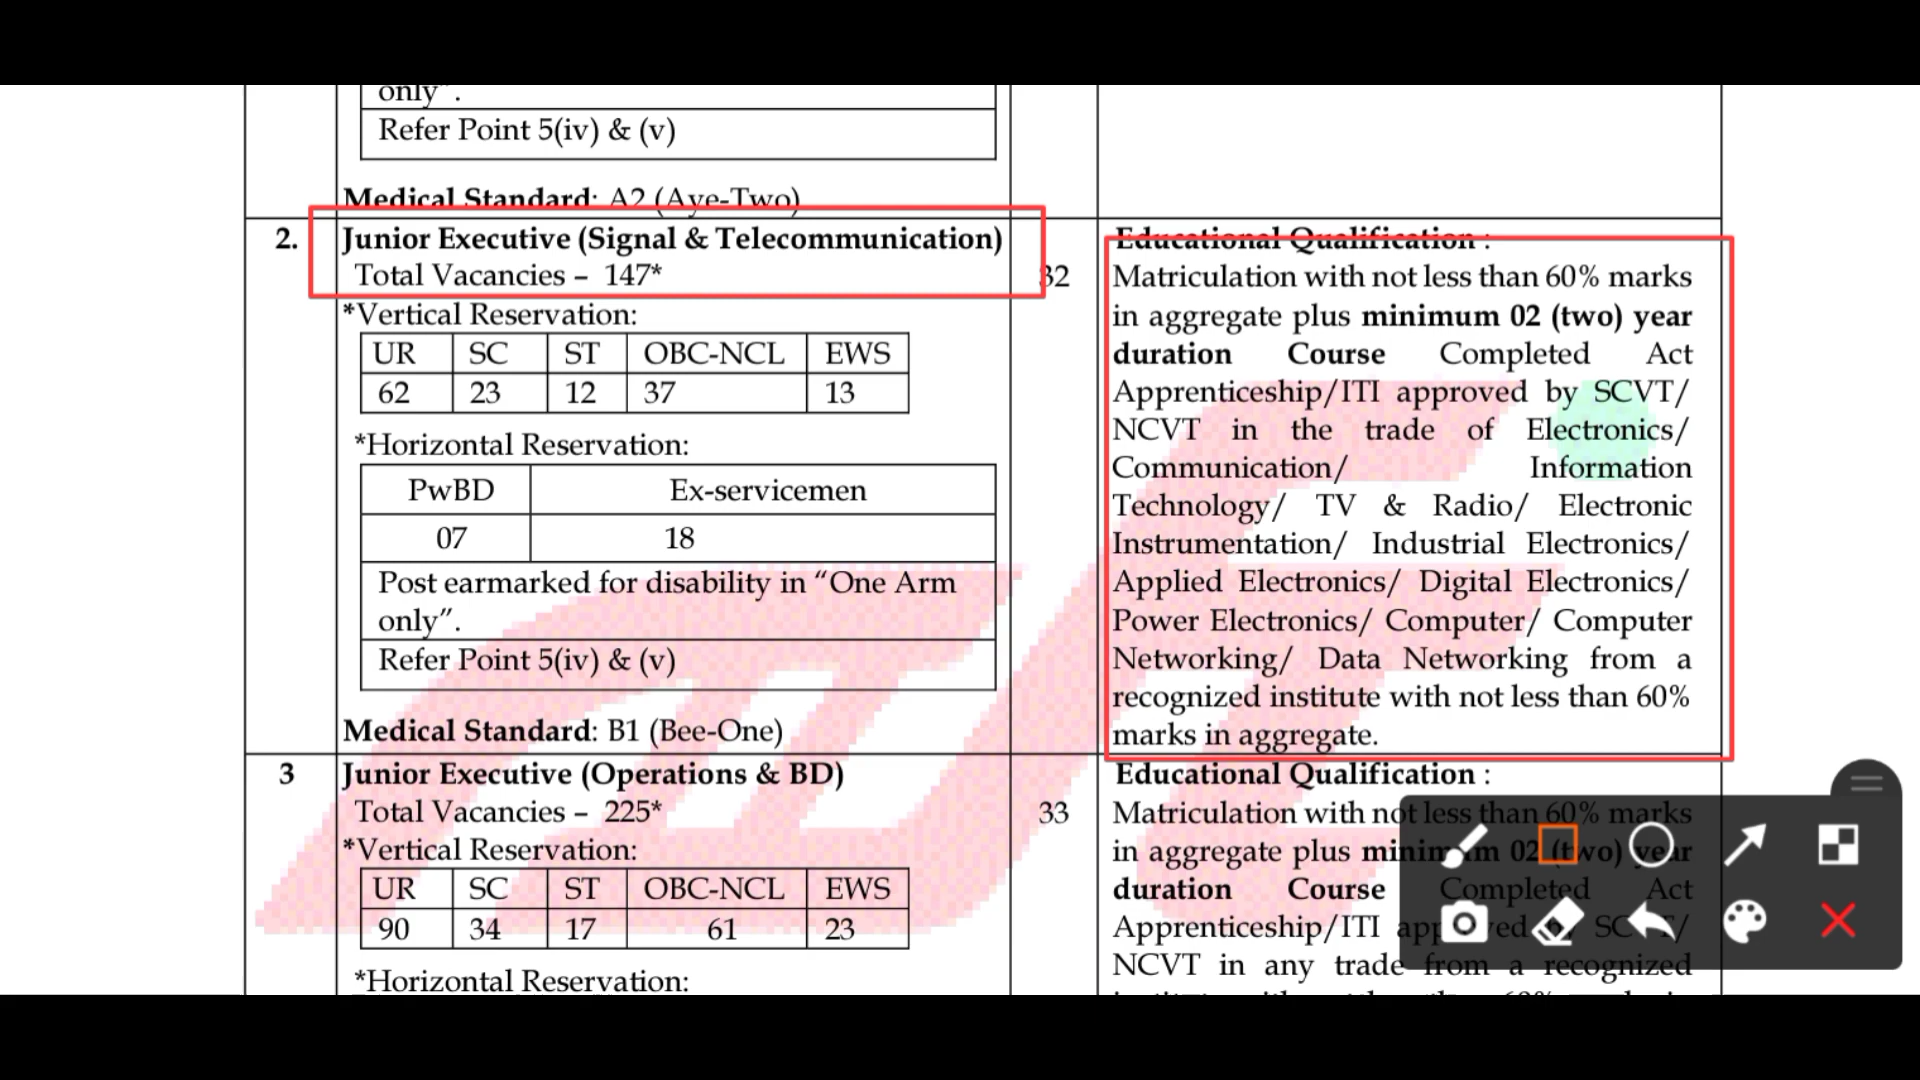 only".
Refer Point 5(iv) & (v)
Medical Standard: A2 (Aye-Two)
2.
Junior Executive (Signal & Telecommunication)
Total Vacancies – 147*
*Vertical Reservation:
UR SC ST OBC-NCL EWS
62 23 12 37 13
*Horizontal Reservation:
PwBD Ex-servicemen
07 18
Post earmarked for disability in “One Arm
only”.
Refer Point 5(iv) & (v)
Medical Standard: B1 (Bee-One)
32
Educational Qualification :
Matriculation with not less than 60% marks
in aggregate plus minimum 02 (two) year
duration Course Completed Act
Apprenticeship/ITI approved by SCVT/
NCVT in the trade of Electronics/
Communication/ Information
Technology/ TV & Radio/ Electronic
Instrumentation/ Industrial Electronics/
Applied Electronics/ Digital Electronics/
Power Electronics/ Computer/ Computer
Networking/ Data Networking from a
recognized institute with not less than 60%
marks in aggregate.
3
Junior Executive (Operations & BD)
Total Vacancies – 225*
*Vertical Reservation:
UR SC ST OBC-NCL EWS
90 34 17 61 23
*Horizontal Reservation:
33
Educational Qualification :
Matriculation with not less than 60% marks
in aggregate plus minimum 02 (two) year
duration Course Completed Act
Apprenticeship/ITI
NCVT in any trade from a recognized